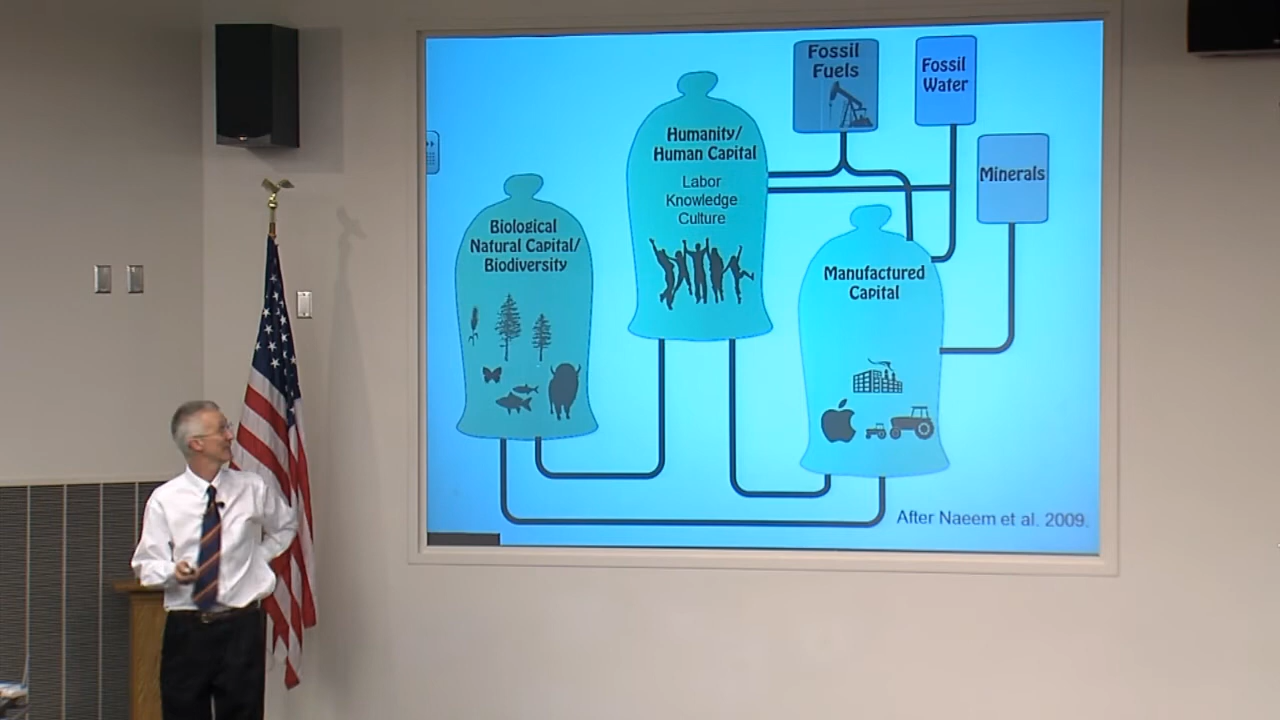 Fossil
Fuels
Fossil
Water
Minerals
Humanity/
Human Capital
Labor
Knowledge
Culture
Biological
Natural Capital/
Biodiversity
Manufactured
Capital
After Naeem et al. 2009.